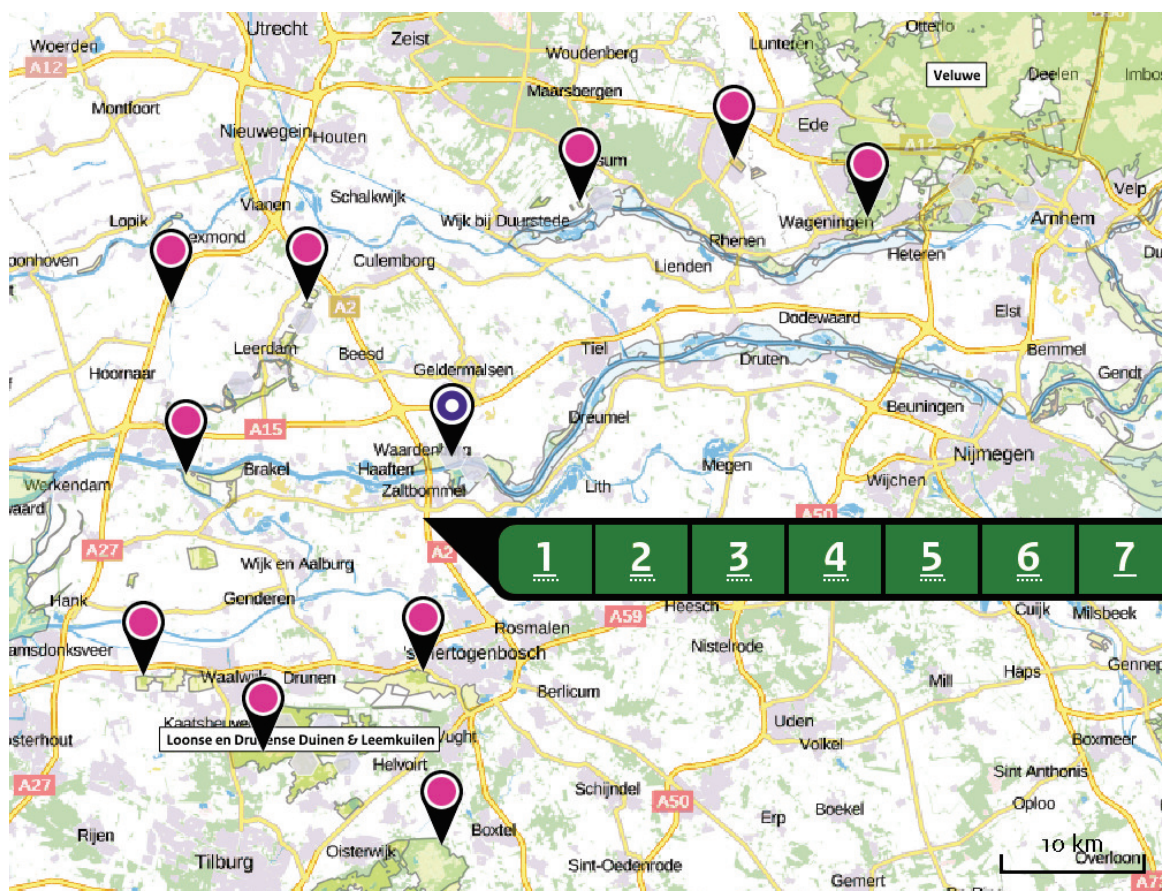 Utrecht
Otterlo
Woerden
Zeist
Woudenberg
Lunteren
A12
Veluwe
Deelen
Maarsbergen
Montfoort
Ede
Nieuwegein
Houten
A12
Velp
Schalkwijk
Lopik
Vianen
Wijk bij Duurstede
Wageningen
Arnhem
Rhenen
Heteren
Culemborg
Lienden
A2
Elst
Dodewaard
Leerdam
Beesd
Tiel
Druten
Bemmel
Hoornaar
Geldermalsen
Gendt
Beuningen
Dreumel
A15
Nijmegen
Brakel
Haaften
Megen
Werkendam
Zaltbommel
Lith
Wijchen
A50
A27
A2
1 2 3 4 5 6 7
Wijk en Aalburg
Hank
Genderen
Heesch
A59
Cuijk
Milsbeek
Rosmalen
Nistelrode
Waalwijk
Drunen
Haps
Berlicum
Mill
Uden
Loonse en Drunense Duinen & Leemkuilen
Volkel
Boxmeer
Helvoirt
A27
Sint Anthonis
Schijndel
A50
Boekel
Oploo
Erp
Rijen
Boxtel
10 km
Tilburg
Oisterwijk
Overloon
Sint-Oedenrode
Gemert